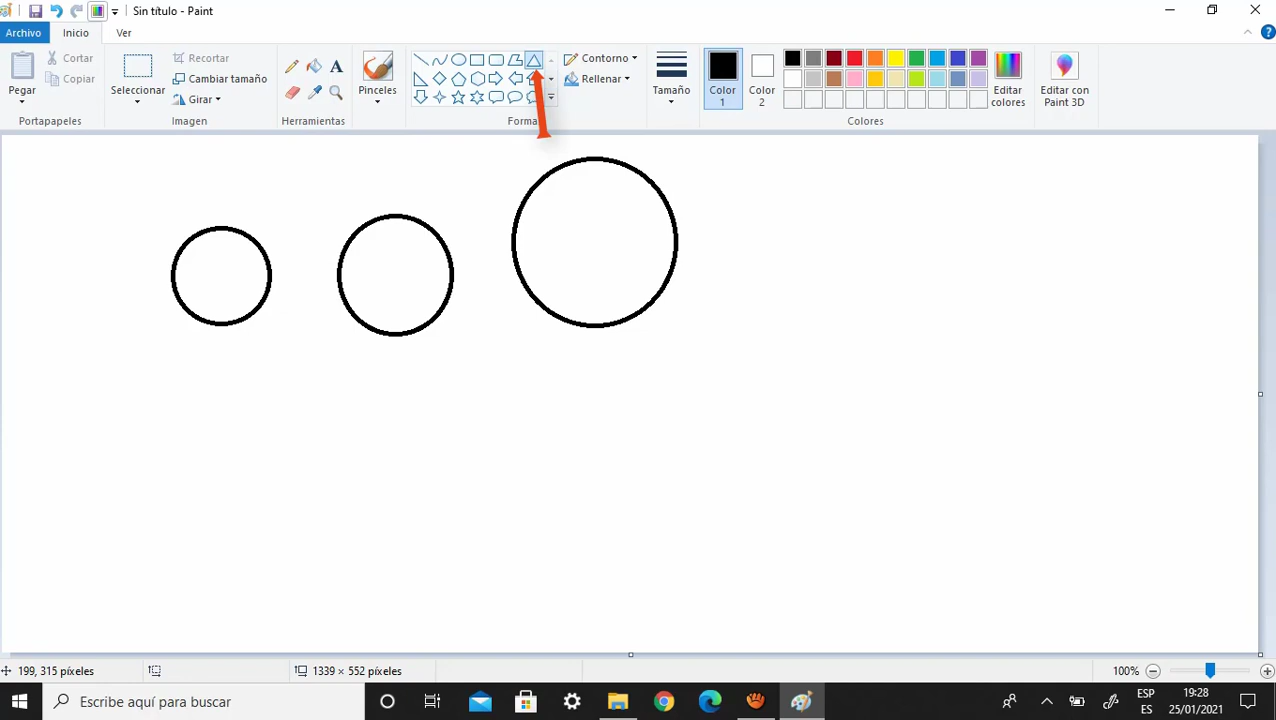 Sin título - Paint
Archivo Inicio Ver
Pegar
Cortar
Copiar
Portapapeles
Seleccionar
Recortar
Cambiar tamaño
Girar
Imagen
A
Herramientas
Pinceles
Contorno
Rellenar
Tamaño
Color 1
Color 2
Editar colores
Colores
Editar con Paint 3D
199, 315 píxeles
1339 × 552 píxeles
100%
Escribe aquí para buscar
ESP
ES
19:28
25/01/2021